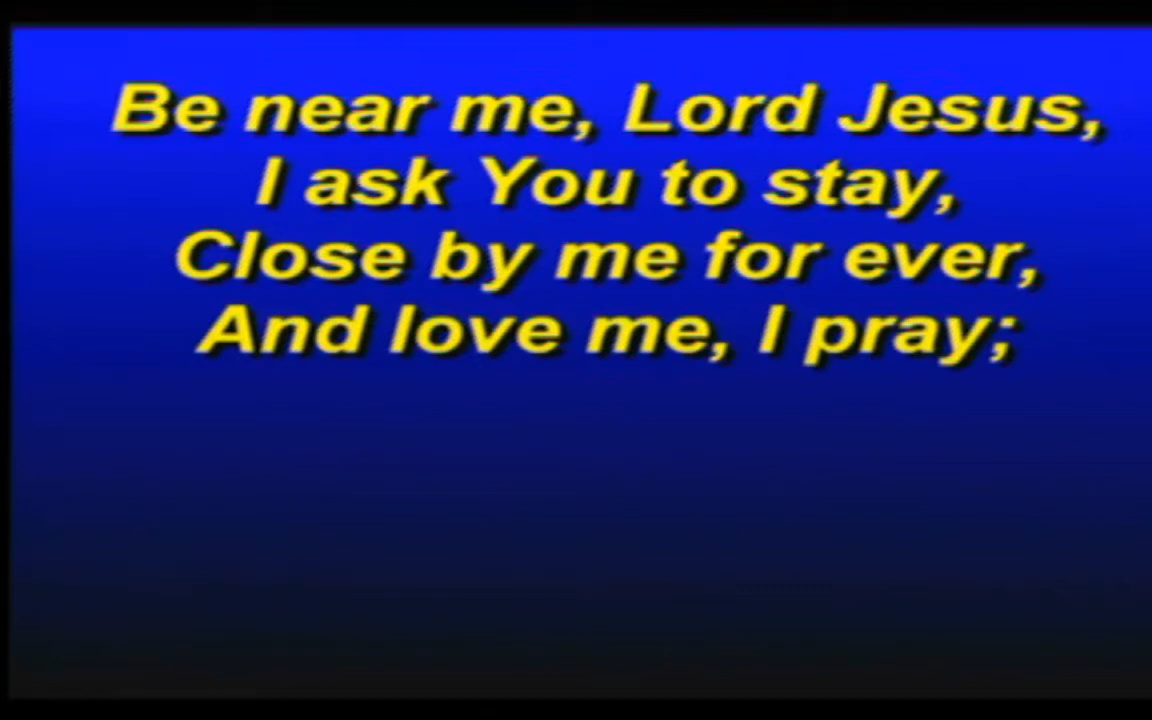 Be near me, Lord Jesus,
I ask You to stay,
Close by me for ever,
And love me, I pray;